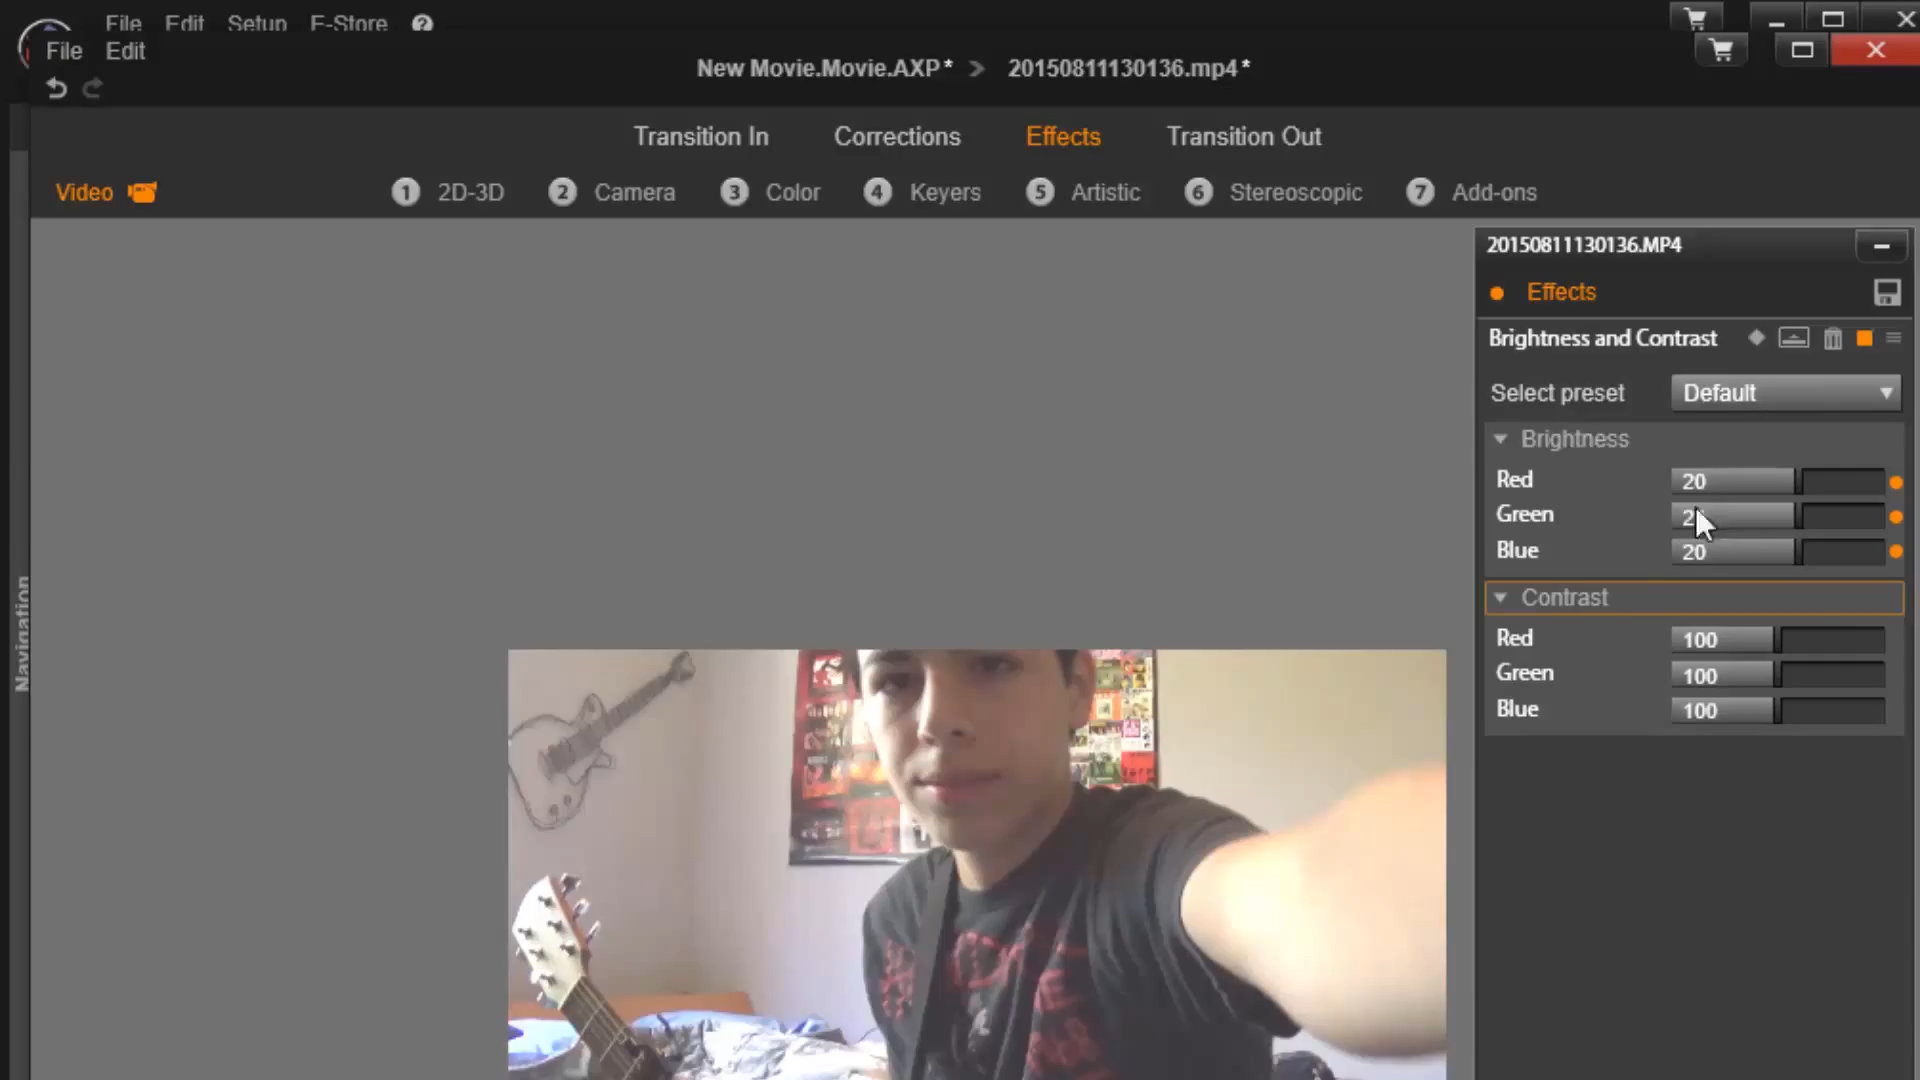 File Edit Setup E-Store ?
File Edit
New Movie.Movie.AXP* > 20150811130136.mp4*
Transition In Corrections Effects Transition Out
Video 1 2D-3D 2 Camera 3 Color 4 Keyers 5 Artistic 6 Stereoscopic 7 Add-ons
20150811130136.MP4
Effects
Brightness and Contrast
Select preset Default
Brightness
Red 20
Green 2
Blue 20
Contrast
Red 100
Green 100
Blue 100
Navigation